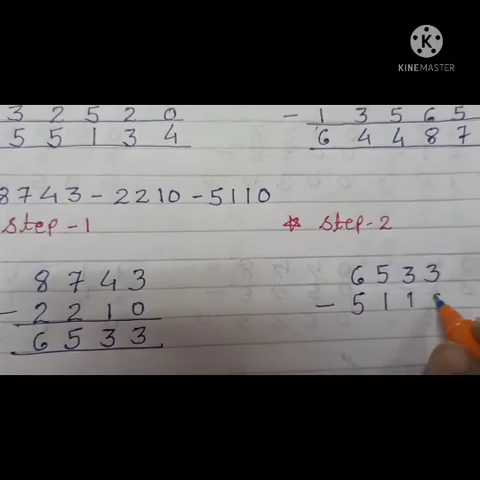 K
KINEMASTER
3 2 5 2 0
5 5 1 3 4
- 1 3 5 6 5
6 4 4 8 7
8743-2210-5110
Step-1
* Step-2
8 7 4 3
- 2 2 1 0
6 5 3 3
6 5 3 3
- 5 1 1